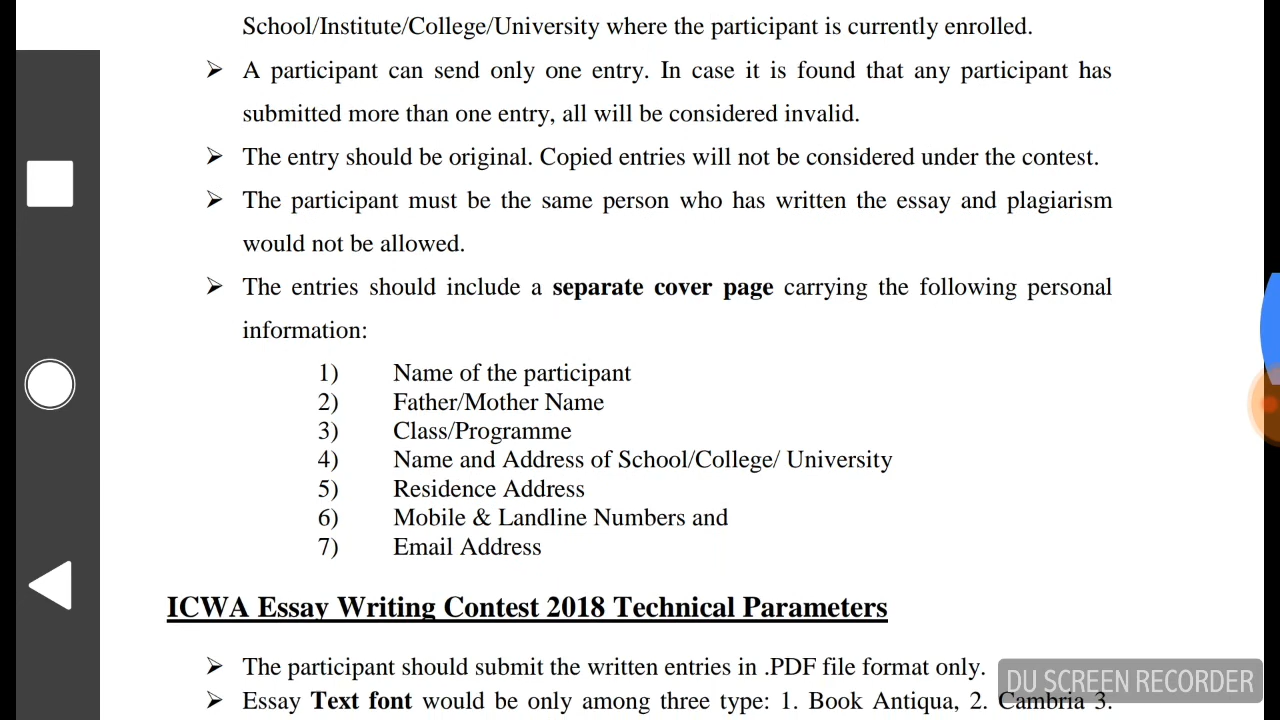 School/Institute/College/University where the participant is currently enrolled.
➢ A participant can send only one entry. In case it is found that any participant has
submitted more than one entry, all will be considered invalid.
➢ The entry should be original. Copied entries will not be considered under the contest.
➢ The participant must be the same person who has written the essay and plagiarism
would not be allowed.
➢ The entries should include a separate cover page carrying the following personal
information:
1) Name of the participant
2) Father/Mother Name
3) Class/Programme
4) Name and Address of School/College/ University
5) Residence Address
6) Mobile & Landline Numbers and
7) Email Address
ICWA Essay Writing Contest 2018 Technical Parameters
➢ The participant should submit the written entries in .PDF file format only.
➢ Essay Text font would be only among three type: 1. Book Antiqua, 2. Cambria 3.
DU SCREEN RECORDER